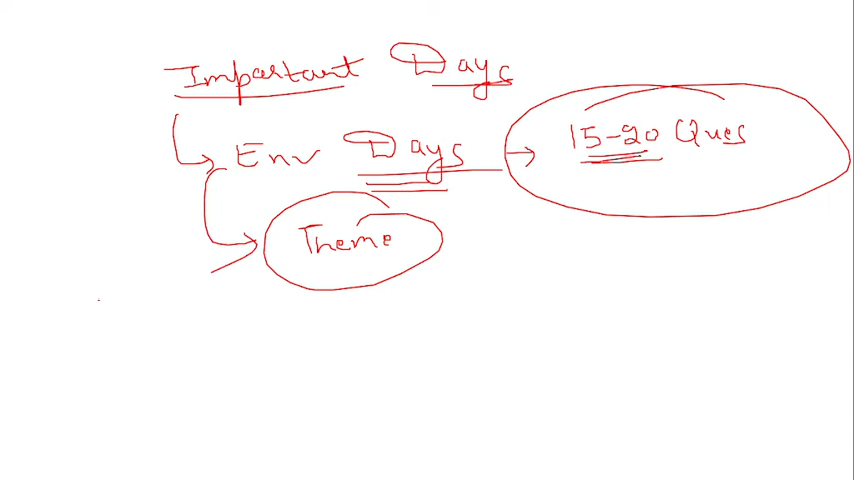 Important Days
Env Days → 15-20 Ques
Theme